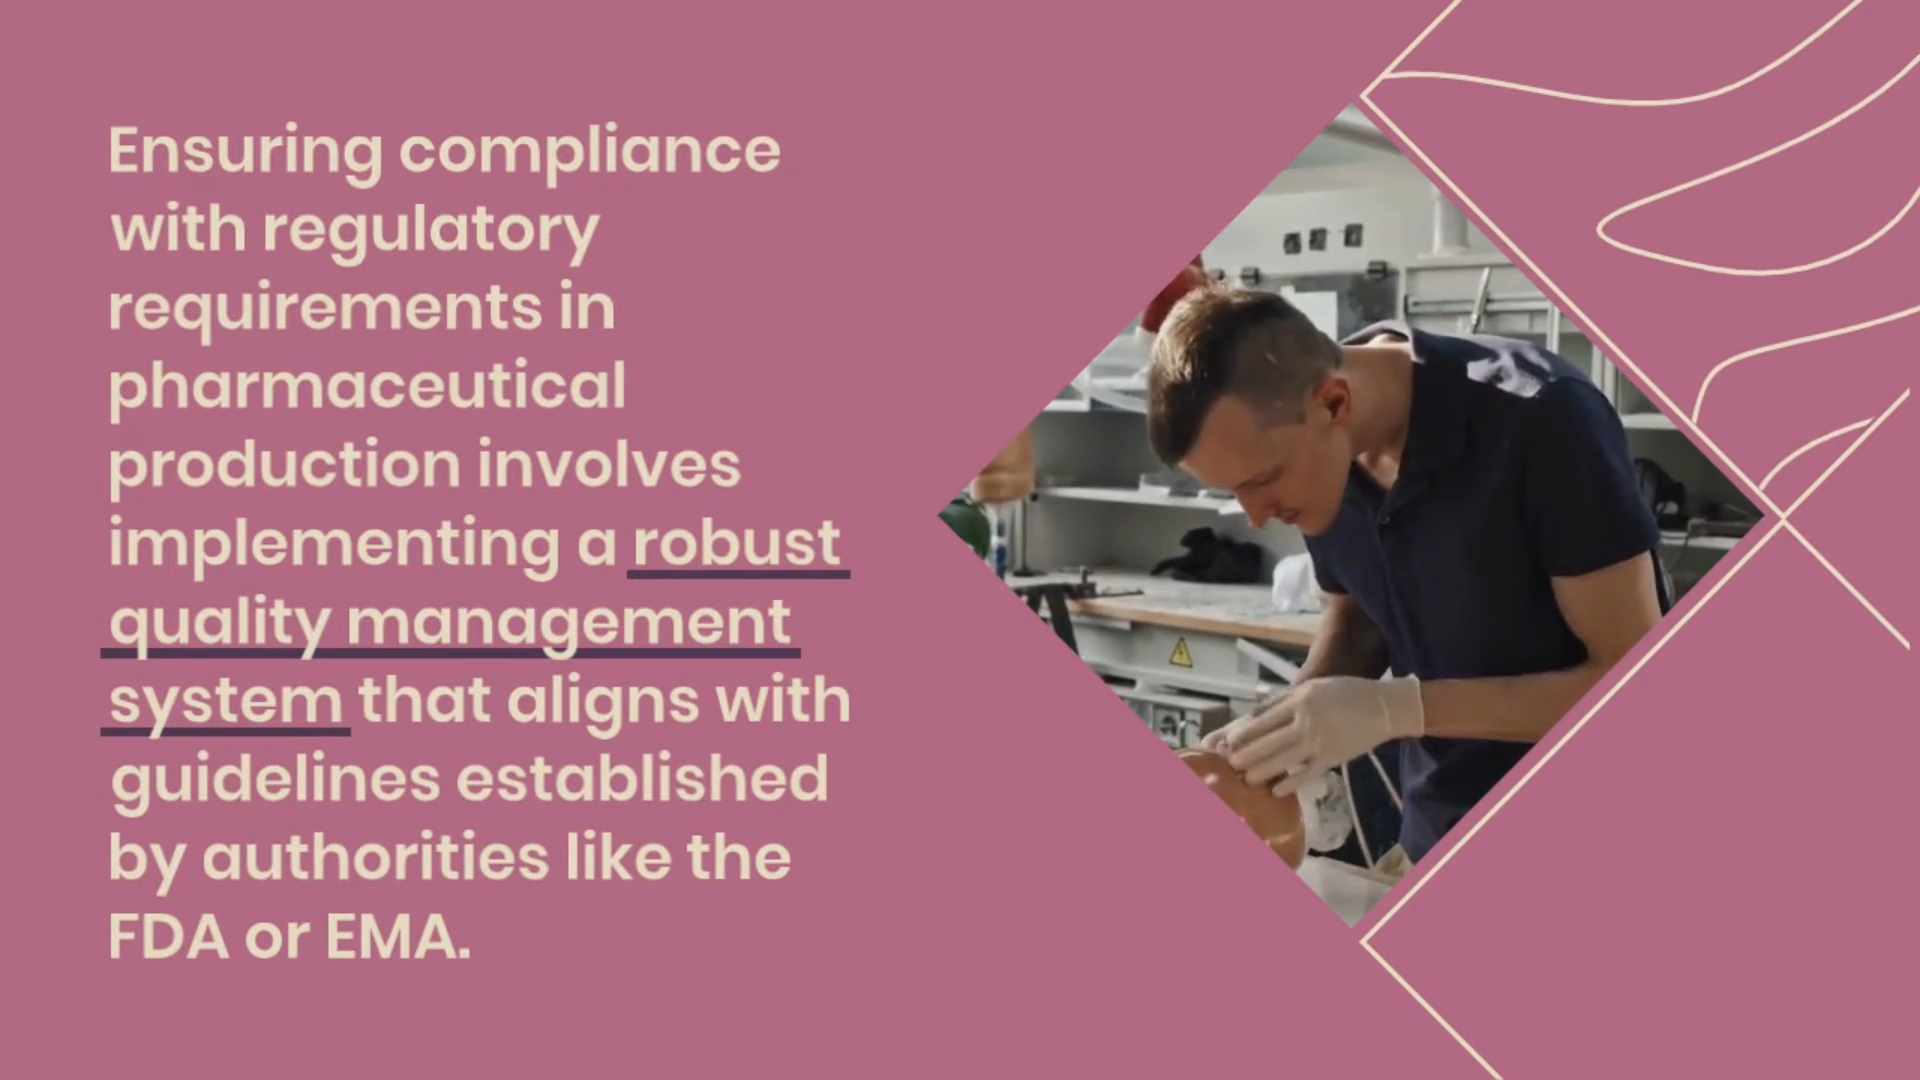 Ensuring compliance
with regulatory
requirements in
pharmaceutical
production involves
implementing a robust
quality management
system that aligns with
guidelines established
by authorities like the
FDA or EMA.